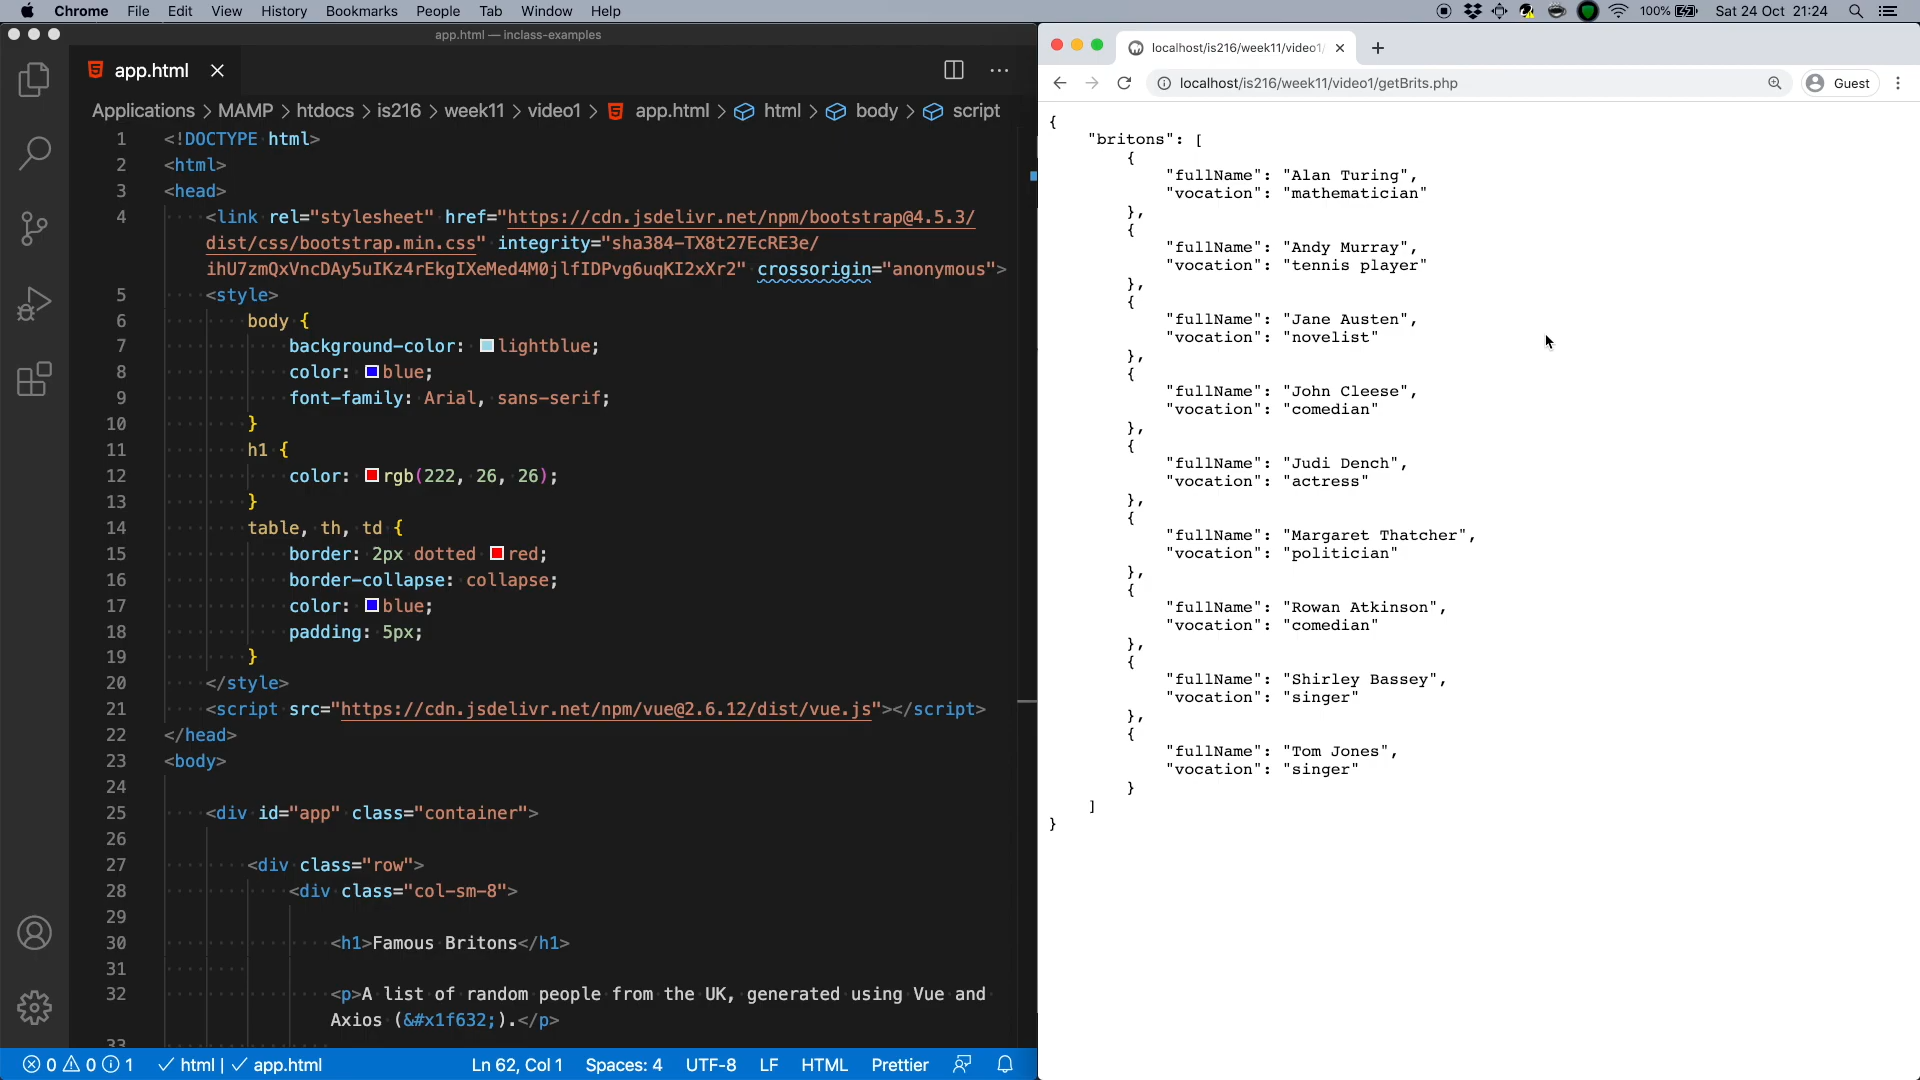 Chrome File Edit View History Bookmarks People Tab Window Help
100% Sat 24 Oct 21:24
app.html — inclass-examples
app.html
Applications > MAMP > htdocs > is216 > week11 > video1 > app.html > html > body > script
1 <!DOCTYPE html>
2 <html>
3 <head>
4 <link rel="stylesheet" href="https://cdn.jsdelivr.net/npm/bootstrap@4.5.3/
dist/css/bootstrap.min.css" integrity="sha384-TX8t27EcRE3e/
ihU7zmQxVncDAy5uIKz4rEkgIXeMed4M0jlfIDPvg6uqKI2xXr2" crossorigin="anonymous">
5 <style>
6 body {
7 background-color: lightblue;
8 color: blue;
9 font-family: Arial, sans-serif;
10 }
11 h1 {
12 color: rgb(222, 26, 26);
13 }
14 table, th, td {
15 border: 2px dotted red;
16 border-collapse: collapse;
17 color: blue;
18 padding: 5px;
19 }
20 </style>
21 <script src="https://cdn.jsdelivr.net/npm/vue@2.6.12/dist/vue.js"></script>
22 </head>
23 <body>
24
25 <div id="app" class="container">
26
27 <div class="row">
28 <div class="col-sm-8">
29
30 <h1>Famous Britons</h1>
31
32 <p>A list of random people from the UK, generated using Vue and
Axios (&#x1f632;).</p>
33
0 0 1 html | app.html Ln 62, Col 1 Spaces: 4 UTF-8 LF HTML Prettier
localhost/is216/week11/video1/
localhost/is216/week11/video1/getBrits.php Guest
{
"britons": [
{
"fullName": "Alan Turing",
"vocation": "mathematician"
},
{
"fullName": "Andy Murray",
"vocation": "tennis player"
},
{
"fullName": "Jane Austen",
"vocation": "novelist"
},
{
"fullName": "John Cleese",
"vocation": "comedian"
},
{
"fullName": "Judi Dench",
"vocation": "actress"
},
{
"fullName": "Margaret Thatcher",
"vocation": "politician"
},
{
"fullName": "Rowan Atkinson",
"vocation": "comedian"
},
{
"fullName": "Shirley Bassey",
"vocation": "singer"
},
{
"fullName": "Tom Jones",
"vocation": "singer"
}
]
}